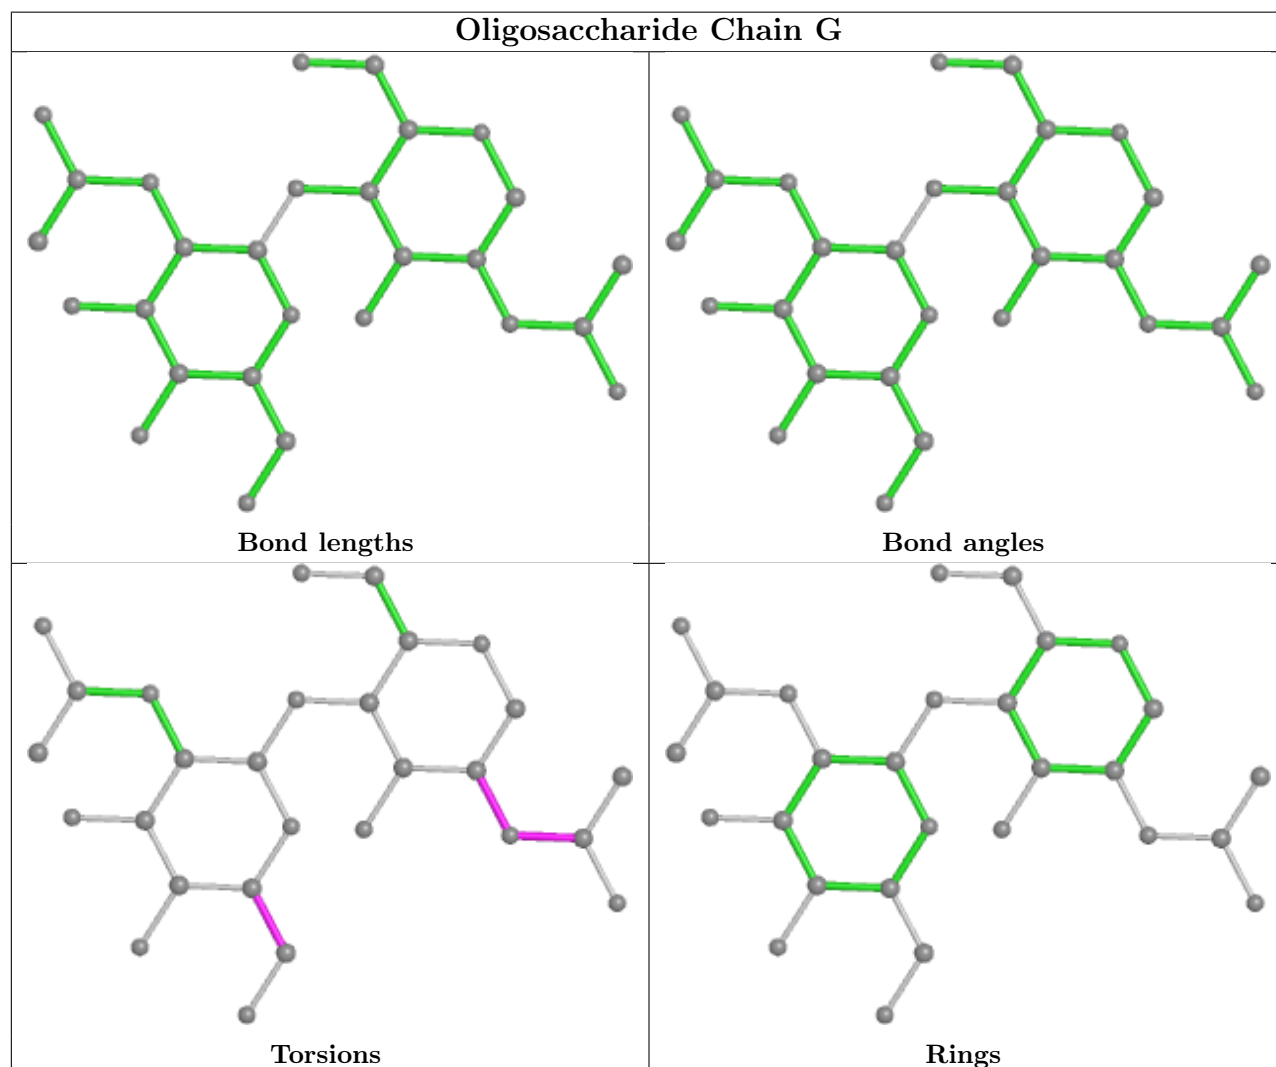 Oligosaccharide Chain G
Bond lengths
Bond angles
Torsions
Rings